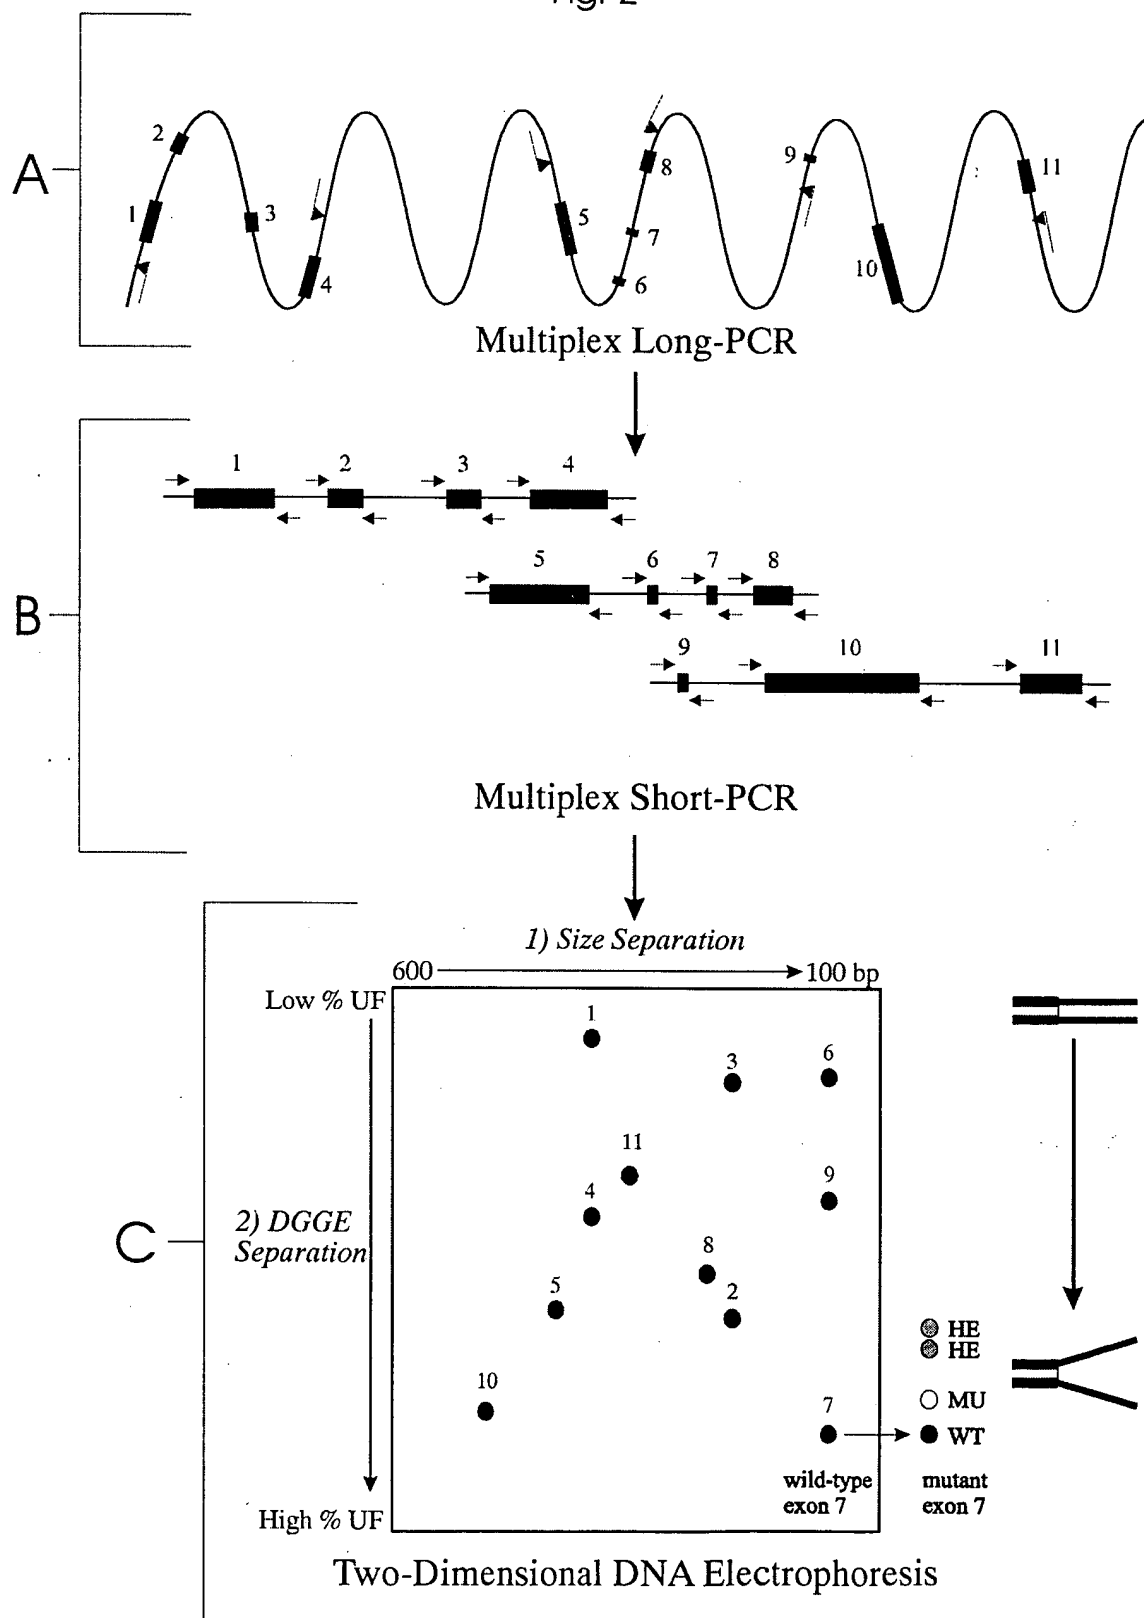 A
2
1
3
4
5
8
7
6
9
10
11
Multiplex Long-PCR
B
1 2 3 4
5 6 7 8
9 10 11
Multiplex Short-PCR
C
1) Size Separation
600 100 bp
Low % UF
1
3 6
11
9
4
2) DGGE
Separation
8
5 2
HE
HE
10
MU
7
WT
wild-type
exon 7
mutant
exon 7
High % UF
Two-Dimensional DNA Electrophoresis